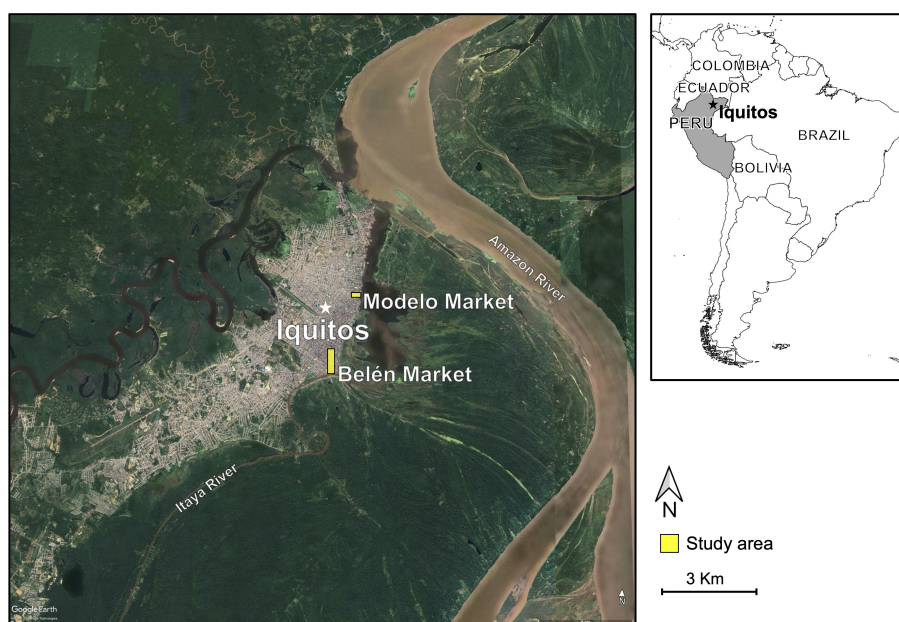 Amazon River
Modelo Market
Iquitos
Belén Market
Itaya River
Google Earth
N
COLOMBIA
ECUADOR
Iquitos
PERU
BRAZIL
BOLIVIA
N
Study area
3 Km